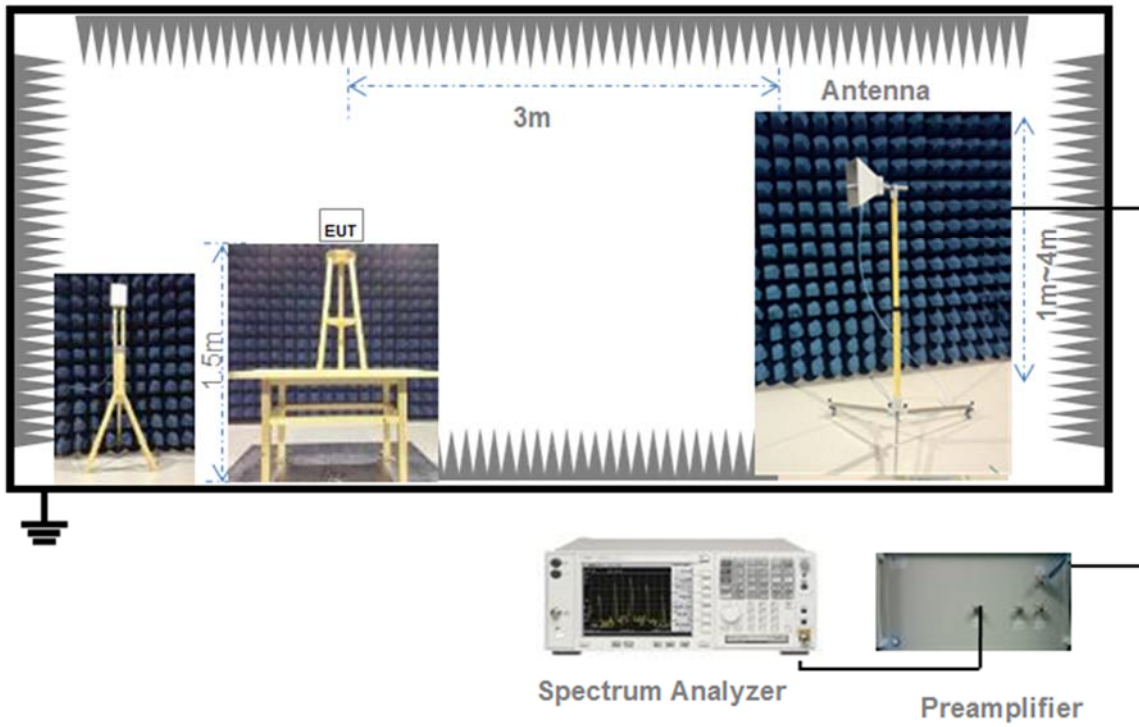 Antenna
3m
EUT
1.5m
1m~4m
Spectrum Analyzer
Preamplifier